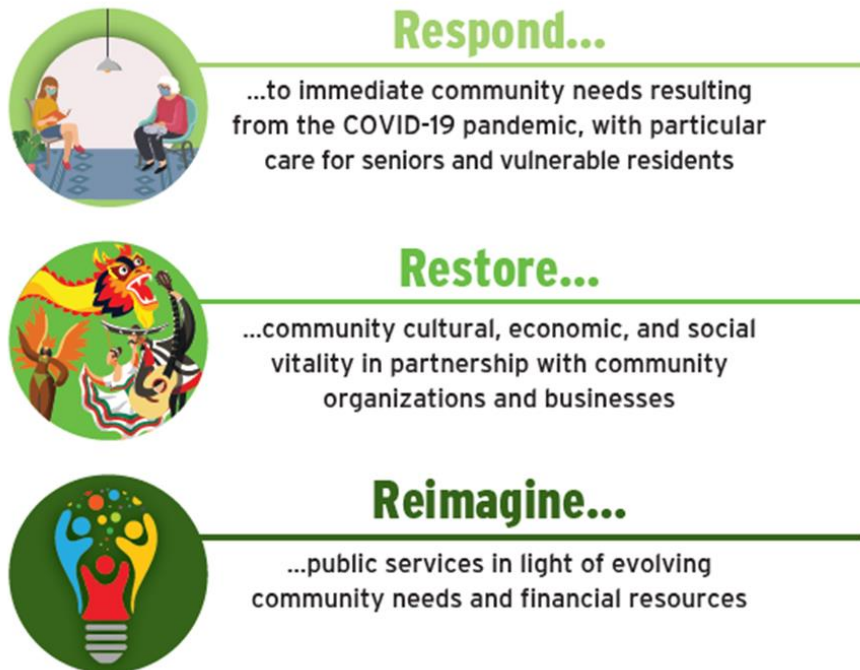 Respond...
...to immediate community needs resulting
from the COVID-19 pandemic, with particular
care for seniors and vulnerable residents
Restore...
...community cultural, economic, and social
vitality in partnership with community
organizations and businesses
Reimagine...
...public services in light of evolving
community needs and financial resources